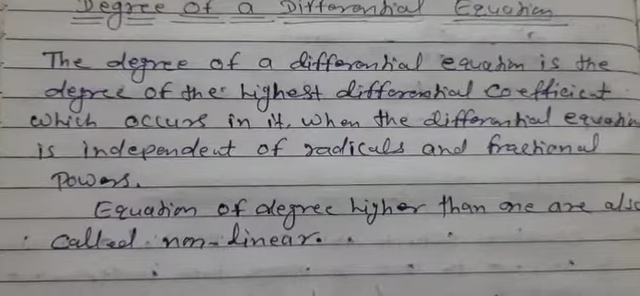 Degree of a Differential Equation
The degree of a differential equation is the
degree of the highest differential coefficient
which occurs in it, when the differential equation
is independent of radicals and fractional
powers.
Equation of degree higher than one are also
called non-linear.